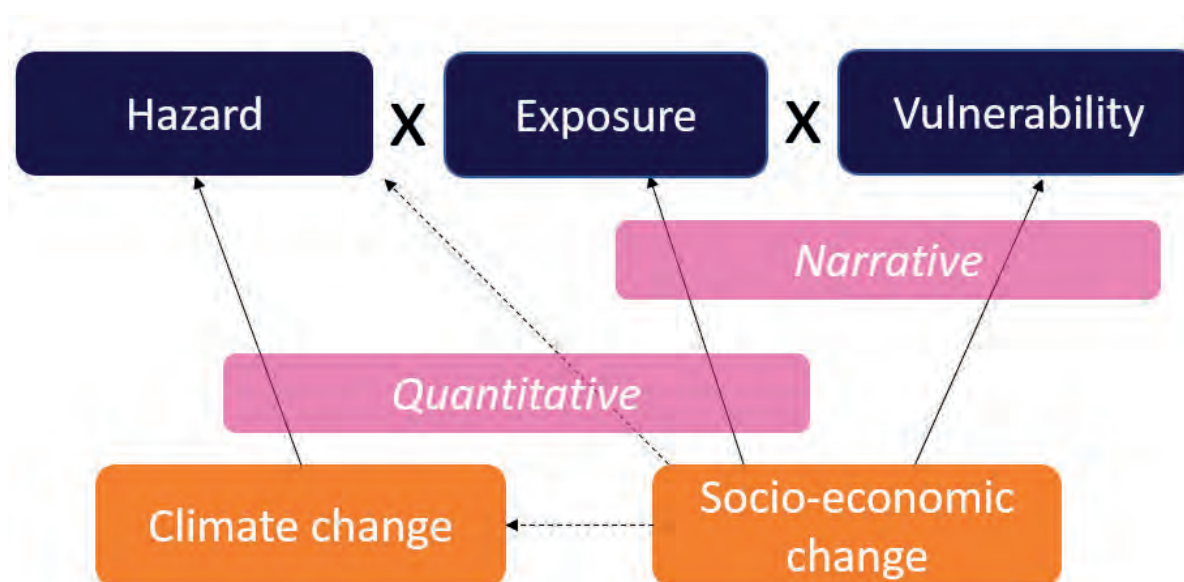 Hazard X Exposure X Vulnerability
Narrative
Quantitative
Climate change
Socio-economic
change